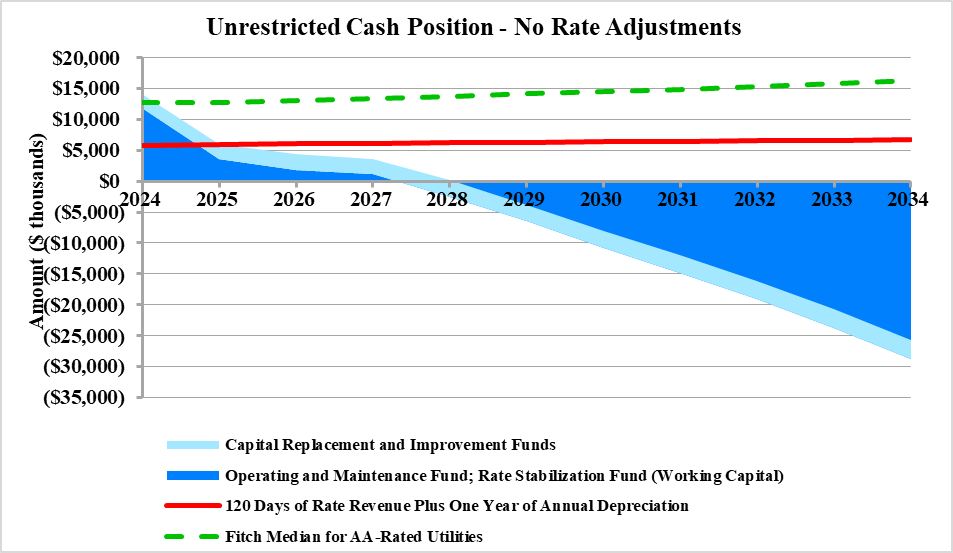 Unrestricted Cash Position - No Rate Adjustments
Amount ($ thousands)
$20,000
$15,000
$10,000
$5,000
$0
($5,000)
($10,000)
($15,000)
($20,000)
($25,000)
($30,000)
($35,000)
2024 2025 2026 2027 2028 2029 2030 2031 2032 2033 2034
Capital Replacement and Improvement Funds
Operating and Maintenance Fund; Rate Stabilization Fund (Working Capital)
120 Days of Rate Revenue Plus One Year of Annual Depreciation
Fitch Median for AA-Rated Utilities